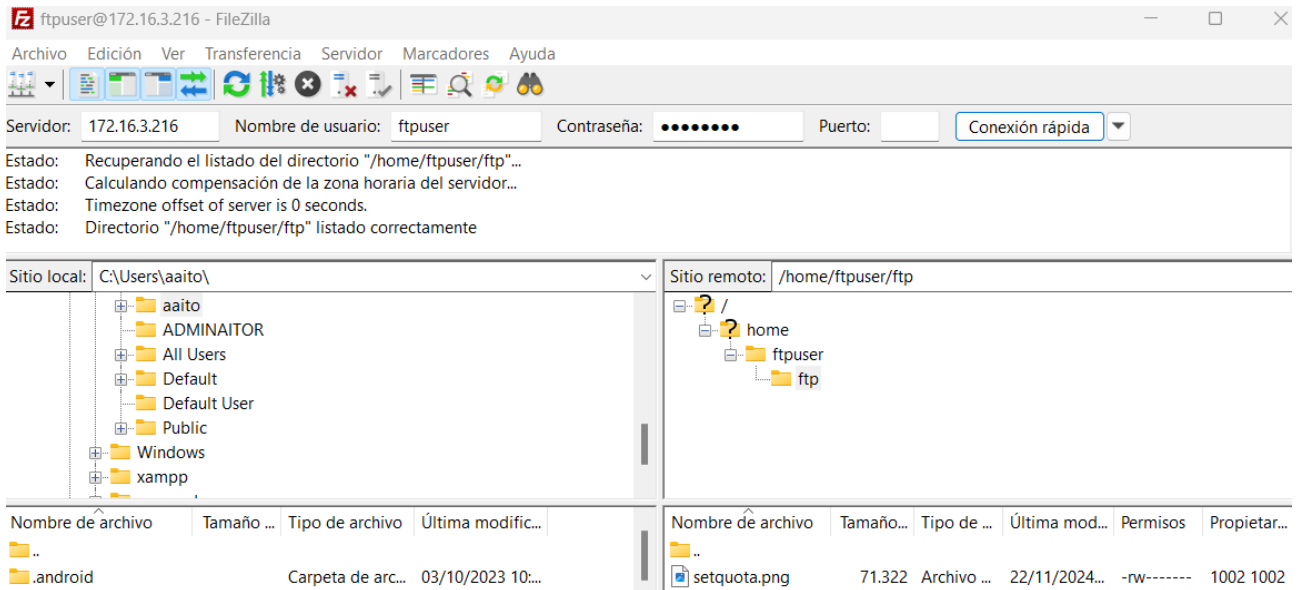 ftpuser@172.16.3.216 - FileZilla
Archivo Edición Ver Transferencia Servidor Marcadores Ayuda
Servidor: 172.16.3.216 Nombre de usuario: ftpuser Contraseña: ●●●●●●●● Puerto: Conexión rápida
Estado: Recuperando el listado del directorio "/home/ftpuser/ftp"...
Estado: Calculando compensación de la zona horaria del servidor...
Estado: Timezone offset of server is 0 seconds.
Estado: Directorio "/home/ftpuser/ftp" listado correctamente
Sitio local: C:\Users\aaito\
aaito
ADMINAITOR
All Users
Default
Default User
Public
Windows
xampp
Nombre de archivo Tamaño ... Tipo de archivo Última modific...
..
.android Carpeta de arc... 03/10/2023 10:...
Sitio remoto: /home/ftpuser/ftp
/
home
ftpuser
ftp
Nombre de archivo Tamaño... Tipo de ... Última mod... Permisos Propietar...
..
setquota.png 71.322 Archivo ... 22/11/2024... -rw------- 1002 1002